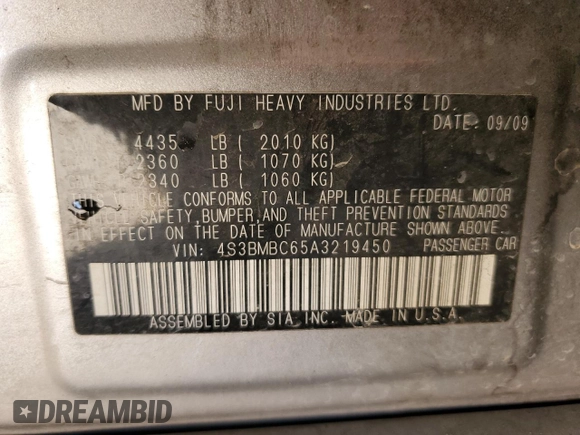 MFD BY FUJI HEAVY INDUSTRIES LTD.
DATE: 09/09
4435 LB ( 2010 KG)
2360 LB ( 1070 KG)
2340 LB ( 1060 KG)
VEHICLE CONFORMS TO ALL APPLICABLE FEDERAL MOTOR
SAFETY, BUMPER, AND THEFT PREVENTION STANDARDS
IN EFFECT ON THE DATE OF MANUFACTURE SHOWN ABOVE.
VIN: 4S3BMBC65A3219450 PASSENGER CAR
ASSEMBLED BY SIA INC. MADE IN U.S.A.
DREAMBID